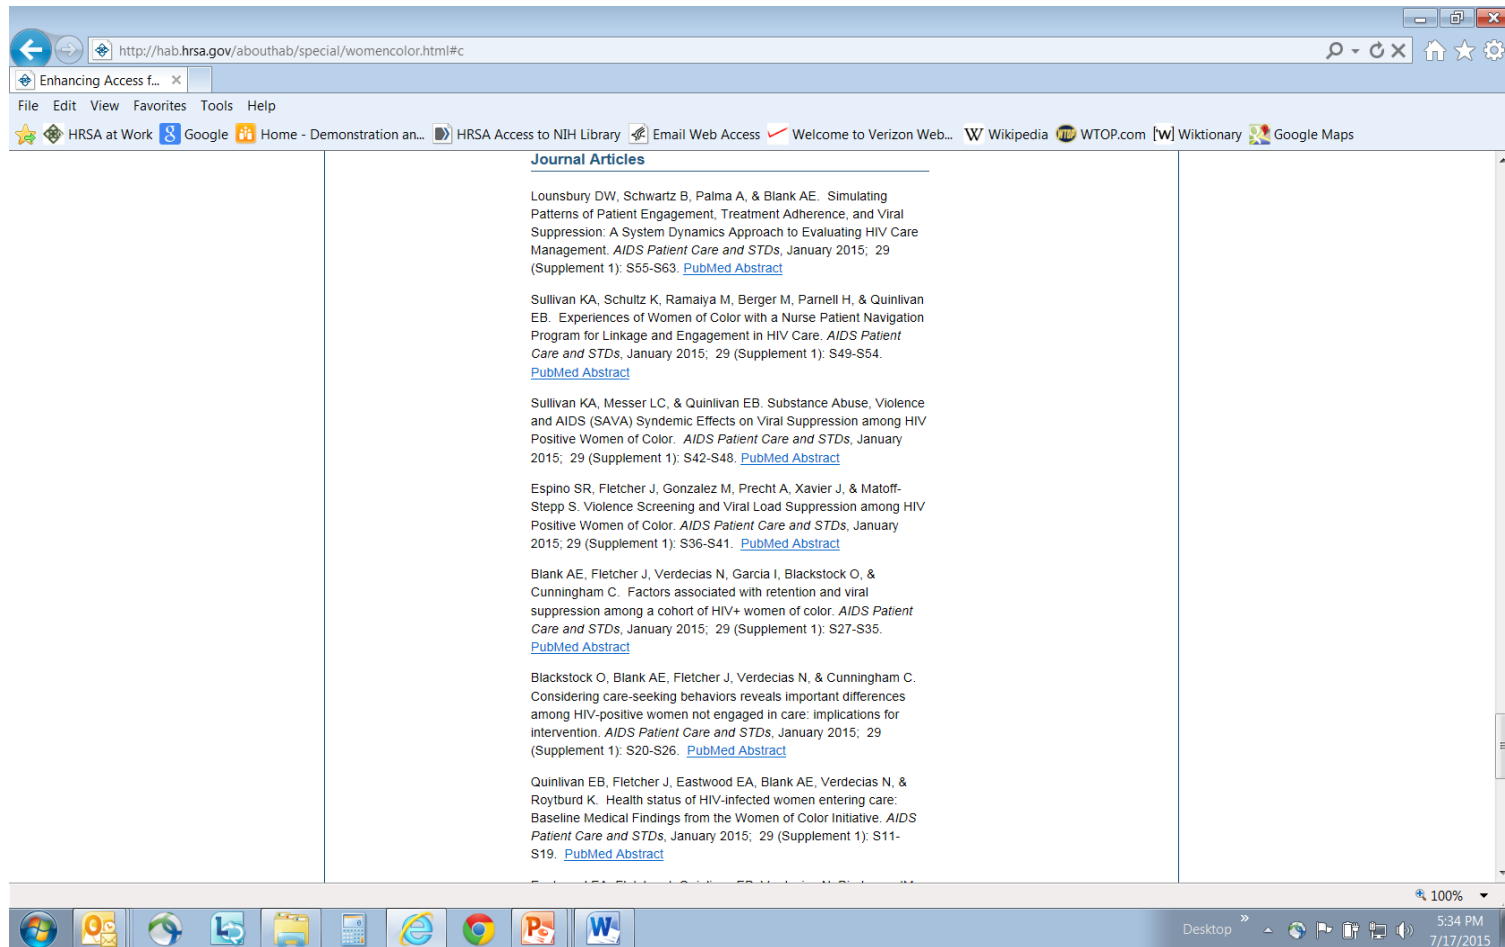 http://hab.hrsa.gov/abouthab/special/womencolor.html#c
Enhancing Access f...
File Edit View Favorites Tools Help
HRSA at Work Google Home - Demonstration an... HRSA Access to NIH Library Email Web Access Welcome to Verizon Web... Wikipedia WTOP.com Wiktionary Google Maps
Journal Articles
Lounsbury DW, Schwartz B, Palma A, & Blank AE. Simulating
Patterns of Patient Engagement, Treatment Adherence, and Viral
Suppression: A System Dynamics Approach to Evaluating HIV Care
Management. AIDS Patient Care and STDs, January 2015; 29
(Supplement 1): S55-S63. PubMed Abstract
Sullivan KA, Schultz K, Ramaiya M, Berger M, Parnell H, & Quinlivan
EB. Experiences of Women of Color with a Nurse Patient Navigation
Program for Linkage and Engagement in HIV Care. AIDS Patient
Care and STDs, January 2015; 29 (Supplement 1): S49-S54.
PubMed Abstract
Sullivan KA, Messer LC, & Quinlivan EB. Substance Abuse, Violence
and AIDS (SAVA) Syndemic Effects on Viral Suppression among HIV
Positive Women of Color. AIDS Patient Care and STDs, January
2015; 29 (Supplement 1): S42-S48. PubMed Abstract
Espino SR, Fletcher J, Gonzalez M, Precht A, Xavier J, & Matoff-
Stepp S. Violence Screening and Viral Load Suppression among HIV
Positive Women of Color. AIDS Patient Care and STDs, January
2015; 29 (Supplement 1): S36-S41. PubMed Abstract
Blank AE, Fletcher J, Verdecias N, Garcia I, Blackstock O, &
Cunningham C. Factors associated with retention and viral
suppression among a cohort of HIV+ women of color. AIDS Patient
Care and STDs, January 2015; 29 (Supplement 1): S27-S35.
PubMed Abstract
Blackstock O, Blank AE, Fletcher J, Verdecias N, & Cunningham C.
Considering care-seeking behaviors reveals important differences
among HIV-positive women not engaged in care: implications for
intervention. AIDS Patient Care and STDs, January 2015; 29
(Supplement 1): S20-S26. PubMed Abstract
Quinlivan EB, Fletcher J, Eastwood EA, Blank AE, Verdecias N, &
Roytburd K. Health status of HIV-infected women entering care:
Baseline Medical Findings from the Women of Color Initiative. AIDS
Patient Care and STDs, January 2015; 29 (Supplement 1): S11-
S19. PubMed Abstract
100%
Desktop
5:34 PM
7/17/2015